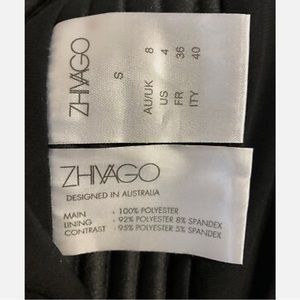 ZHIVAGO
S
AU/UK 8
US 4
FR 36
ITY 40
ZHIVAGO
DESIGNED IN AUSTRALIA
MAIN • 100% POLYESTER
LINING • 92% POLYESTER 8% SPANDEX
CONTRAST • 95% POLYESTER 5% SPANDEX